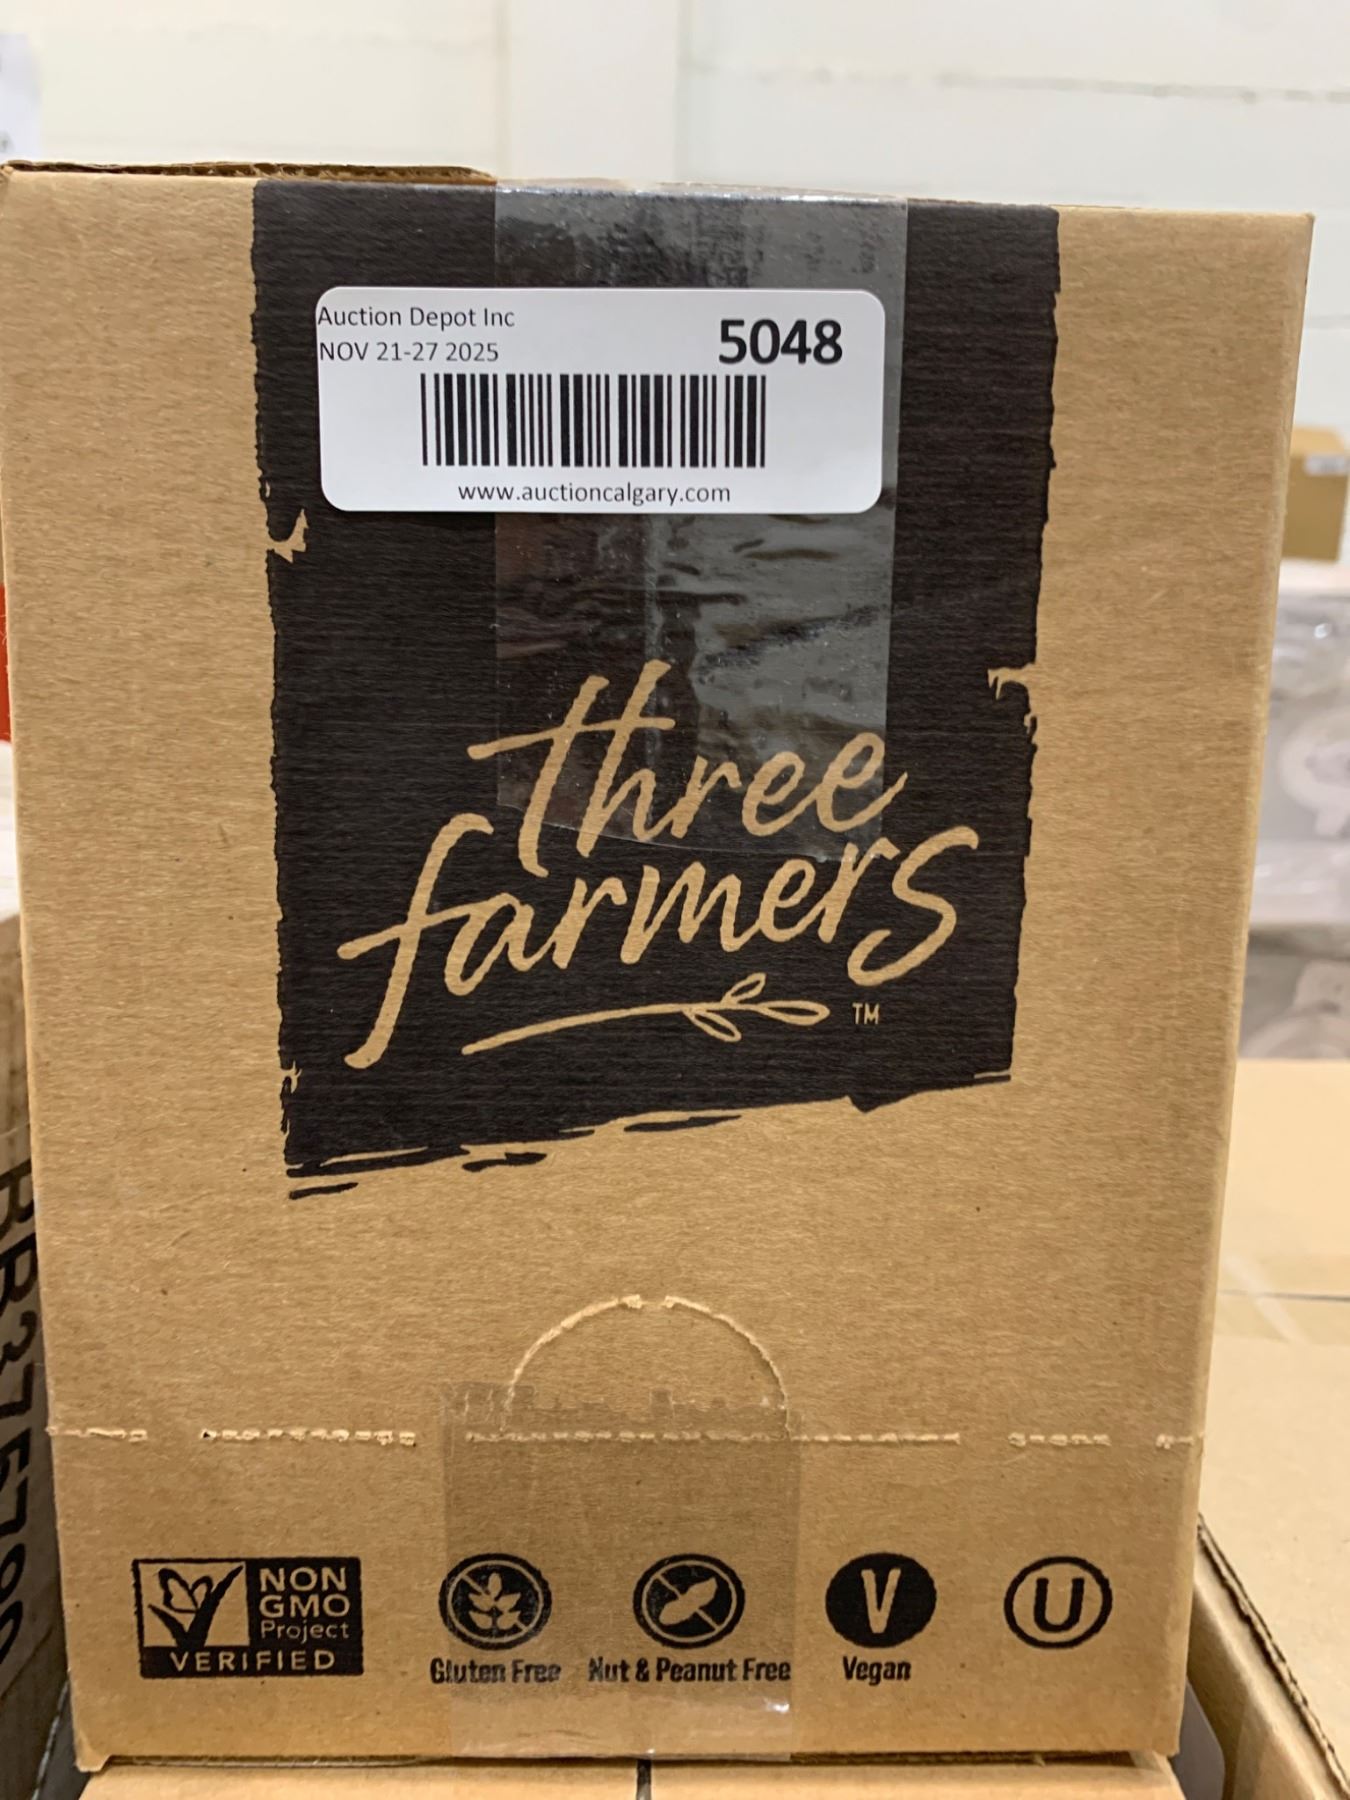 Auction Depot Inc
NOV 21-27 2025
5048
www.auctioncalgary.com
three
farmers
TM
NON
GMO
Project
VERIFIED
Gluten Free
Nut & Peanut Free
V
Vegan
U